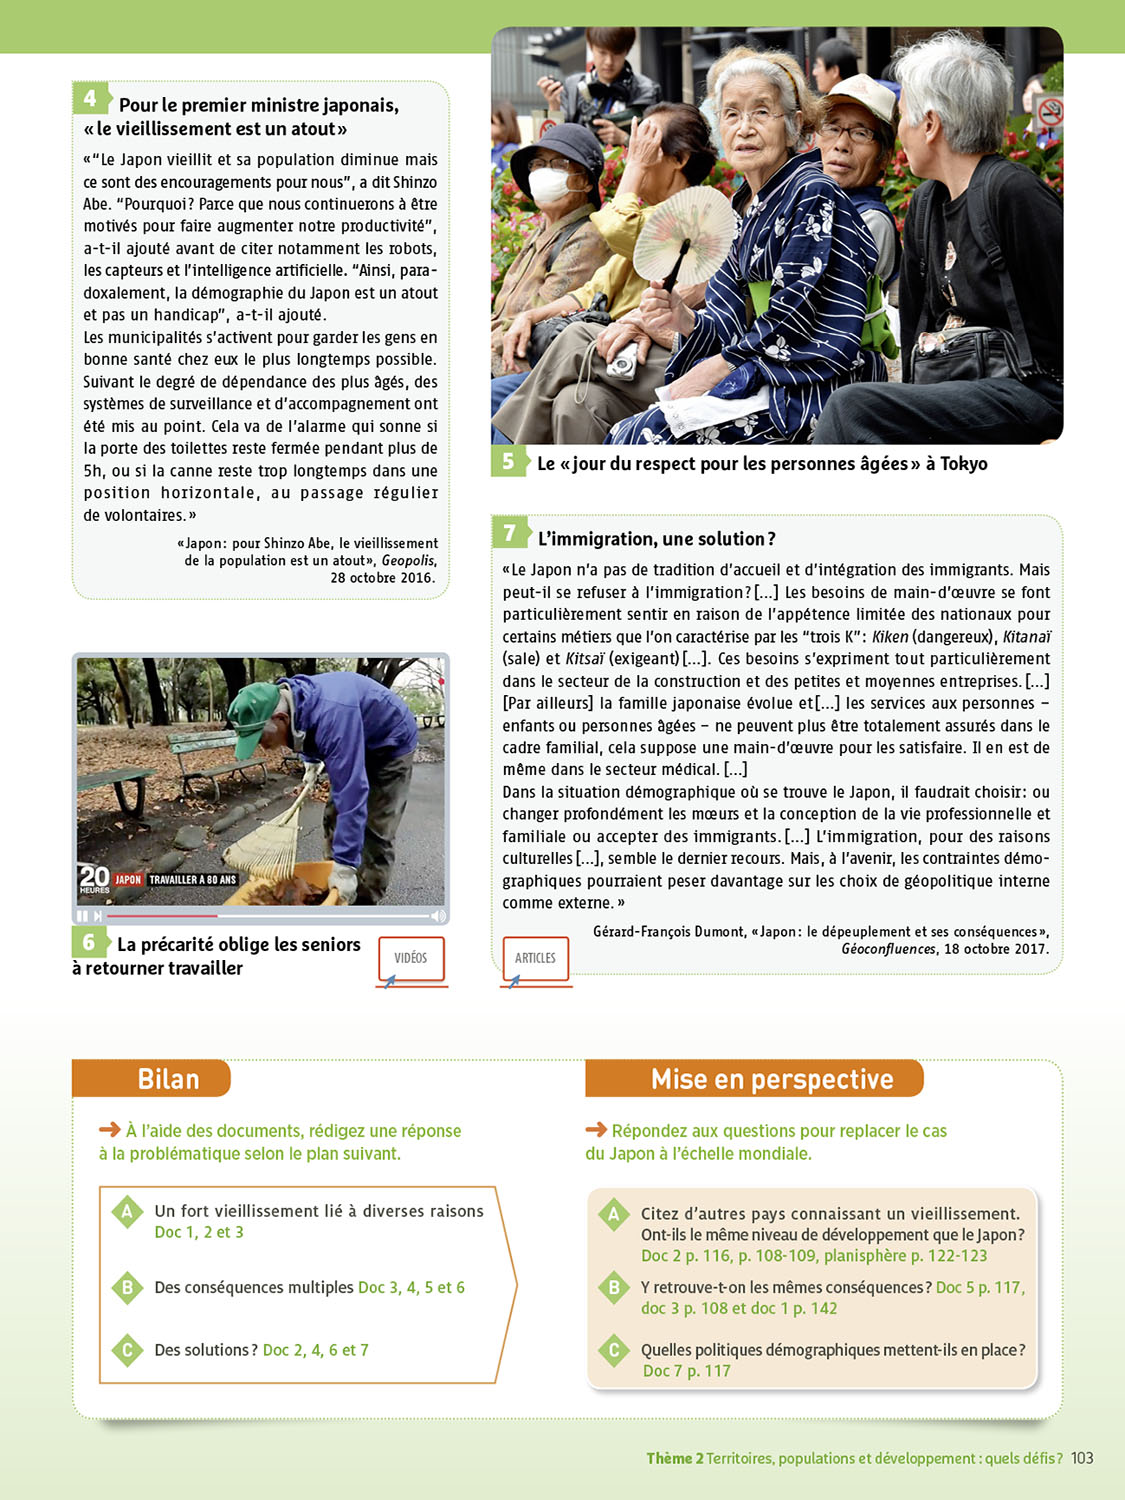 4 Pour le premier ministre japonais,
« le vieillissement est un atout »
« “Le Japon vieillit et sa population diminue mais
ce sont des encouragements pour nous”, a dit Shinzo
Abe. “Pourquoi ? Parce que nous continuerons à être
motivés pour faire augmenter notre productivité”,
a-t-il ajouté avant de citer notamment les robots,
les capteurs et l’intelligence artificielle. “Ainsi, para-
doxalement, la démographie du Japon est un atout
et pas un handicap”, a-t-il ajouté.
Les municipalités s’activent pour garder les gens en
bonne santé chez eux le plus longtemps possible.
Suivant le degré de dépendance des plus âgés, des
systèmes de surveillance et d’accompagnement ont
été mis au point. Cela va de l’alarme qui sonne si
la porte des toilettes reste fermée pendant plus de
5h, ou si la canne reste trop longtemps dans une
position horizontale, au passage régulier
de volontaires. »
« Japon : pour Shinzo Abe, le vieillissement
de la population est un atout », Geopolis,
28 octobre 2016.
5 Le « jour du respect pour les personnes âgées » à Tokyo
20 HEURES JAPON TRAVAILLER A 80 ANS
6 La précarité oblige les seniors
à retourner travailler
VIDÉOS
7 L’immigration, une solution ?
« Le Japon n’a pas de tradition d’accueil et d’intégration des immigrants. Mais
peut-il se refuser à l’immigration ? [...] Les besoins de main-d’œuvre se font
particulièrement sentir en raison de l’appétence limitée des nationaux pour
certains métiers que l’on caractérise par les “trois K” : Kiken (dangereux), Kitanaï
(sale) et Kitsaï (exigeant) [...]. Ces besoins s’expriment tout particulièrement
dans le secteur de la construction et des petites et moyennes entreprises. [...]
[Par ailleurs] la famille japonaise évolue et [...] les services aux personnes –
enfants ou personnes âgées – ne peuvent plus être totalement assurés dans le
cadre familial, cela suppose une main-d’œuvre pour les satisfaire. Il en est de
même dans le secteur médical. [...]
Dans la situation démographique où se trouve le Japon, il faudrait choisir : ou
changer profondément les mœurs et la conception de la vie professionnelle et
familiale ou accepter des immigrants. [...] L’immigration, pour des raisons
culturelles [...], semble le dernier recours. Mais, à l’avenir, les contraintes démo-
graphiques pourraient peser davantage sur les choix de géopolitique interne
comme externe. »
Gérard-François Dumont, « Japon : le dépeuplement et ses conséquences »,
Géoconfluences, 18 octobre 2017.
ARTICLES
Bilan
À l’aide des documents, rédigez une réponse
à la problématique selon le plan suivant.
A Un fort vieillissement lié à diverses raisons
Doc 1, 2 et 3
B Des conséquences multiples Doc 3, 4, 5 et 6
C Des solutions ? Doc 2, 4, 6 et 7
Mise en perspective
Répondez aux questions pour replacer le cas
du Japon à l’échelle mondiale.
A Citez d’autres pays connaissant un vieillissement.
Ont-ils le même niveau de développement que le Japon ?
Doc 2 p. 116, p. 108-109, planisphère p. 122-123
B Y retrouve-t-on les mêmes conséquences ? Doc 5 p. 117,
doc 3 p. 108 et doc 1 p. 142
C Quelles politiques démographiques mettent-ils en place ?
Doc 7 p. 117
Thème 2 Territoires, populations et développement : quels défis ? 103